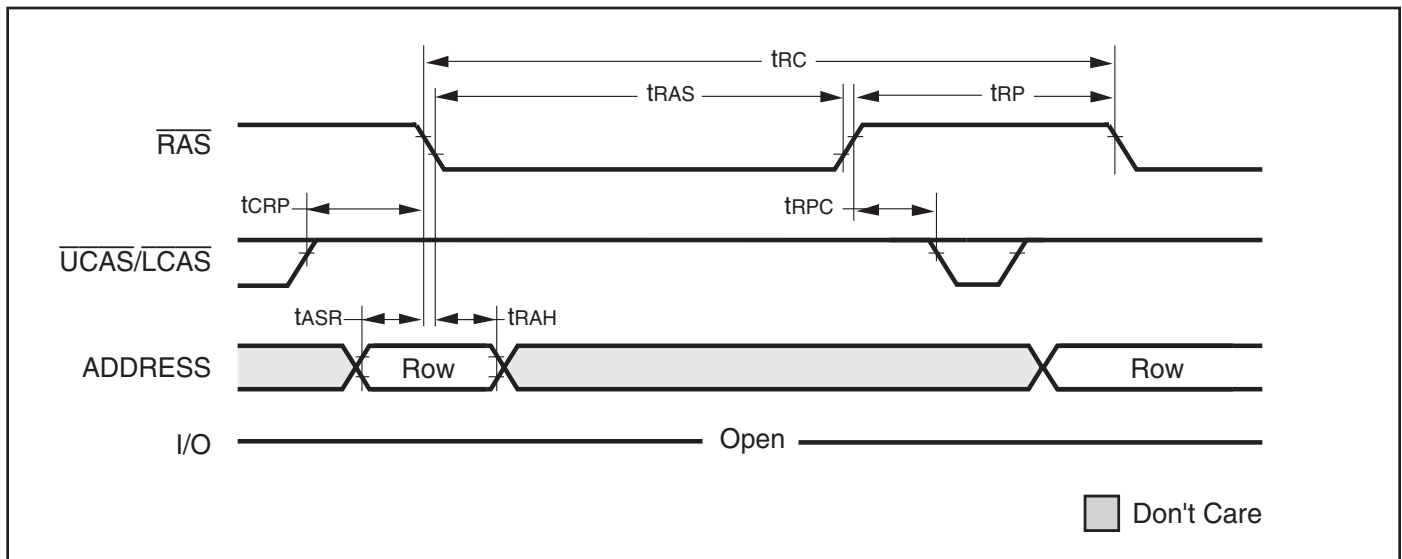 tRC
tRAS
tRP
RAS
tCRP
tRPC
UCAS/LCAS
tASR
tRAH
ADDRESS
Row
Row
I/O
Open
Don't Care